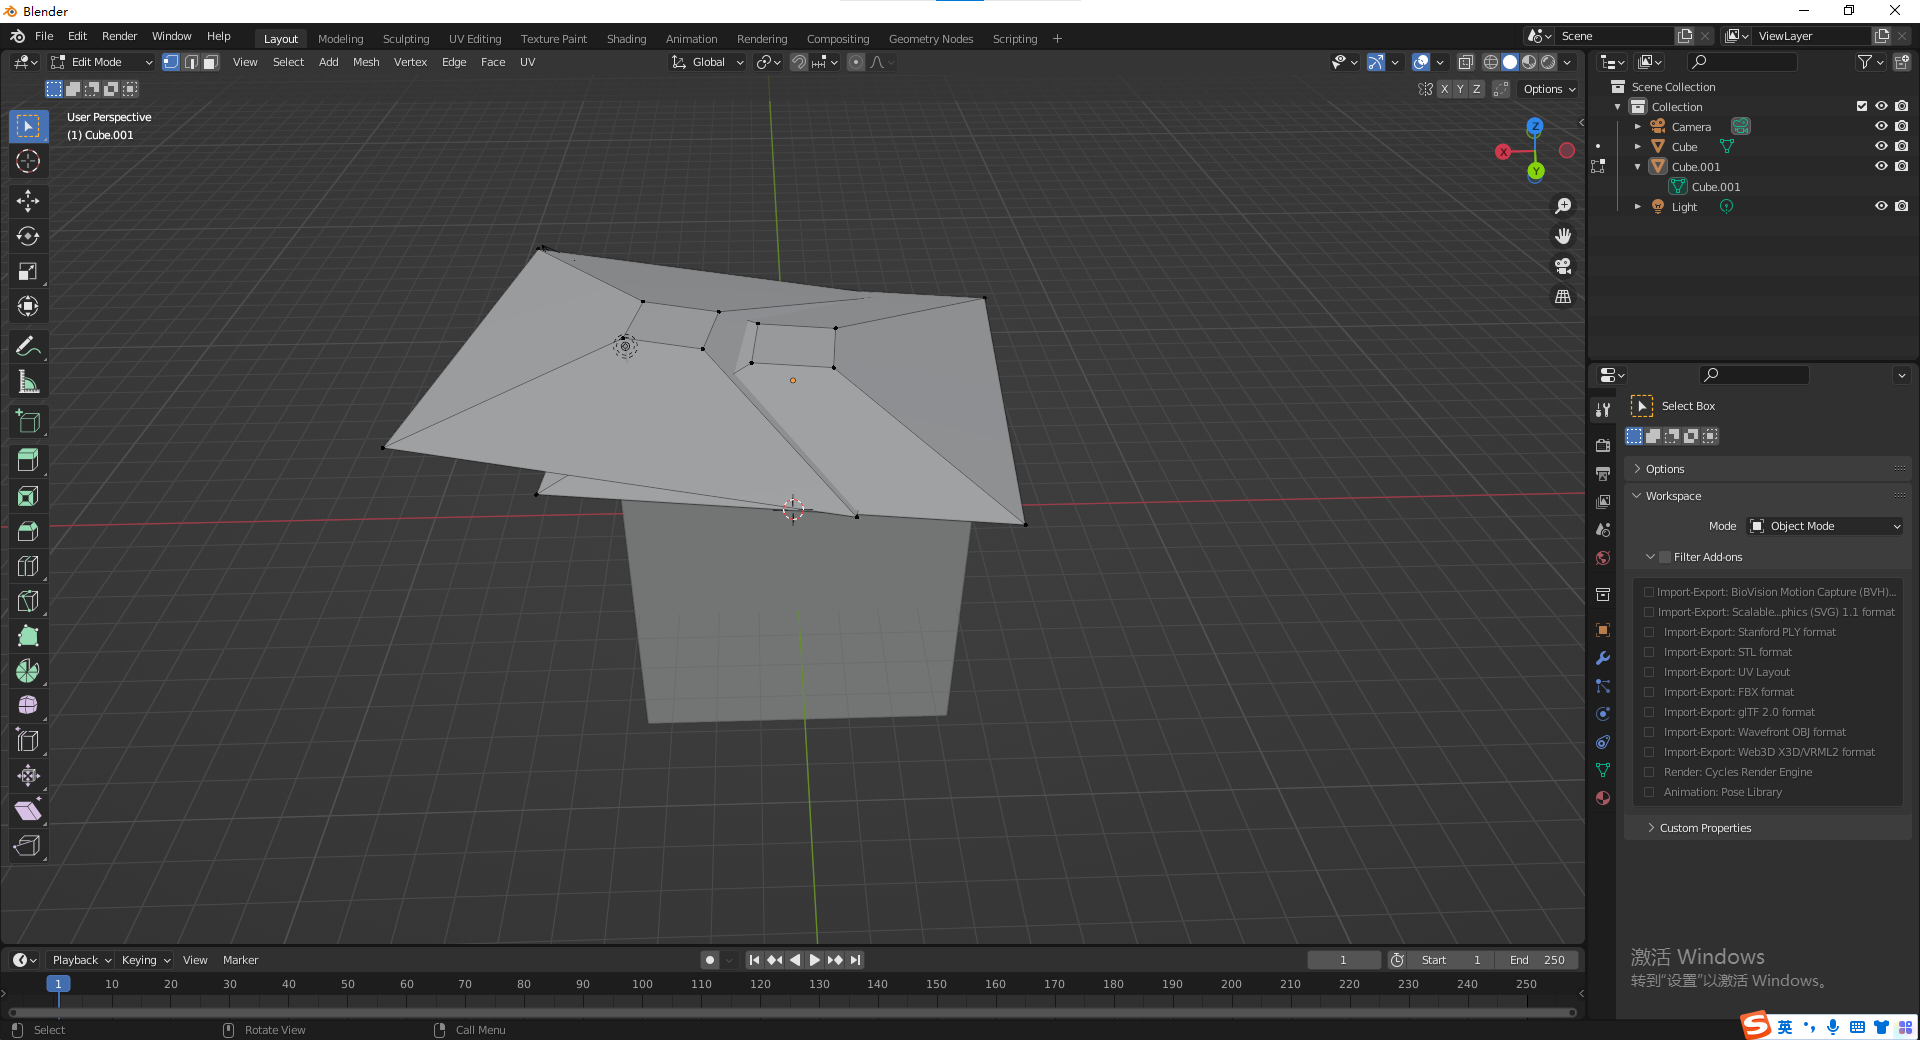 Blender
File Edit Render Window Help
Layout Modeling Sculpting UV Editing Texture Paint Shading Animation Rendering Compositing Geometry Nodes Scripting +
Scene
ViewLayer
Edit Mode
View Select Add Mesh Vertex Edge Face UV
Global
X Y Z
Options
User Perspective
(1) Cube.001
Z
X
Y
Scene Collection
Collection
Camera
Cube
Cube.001
Cube.001
Light
Select Box
Options
Workspace
Mode Object Mode
Filter Add-ons
Import-Export: BioVision Motion Capture (BVH)...
Import-Export: Scalable...phics (SVG) 1.1 format
Import-Export: Stanford PLY format
Import-Export: STL format
Import-Export: UV Layout
Import-Export: FBX format
Import-Export: glTF 2.0 format
Import-Export: Wavefront OBJ format
Import-Export: Web3D X3D/VRML2 format
Render: Cycles Render Engine
Animation: Pose Library
Custom Properties
激活 Windows
转到"设置"以激活 Windows。
Playback Keying View Marker
1
Start 1
End 250
1 10 20 30 40 50 60 70 80 90 100 110 120 130 140 150 160 170 180 190 200 210 220 230 240 250
Select Rotate View Call Menu
S 英